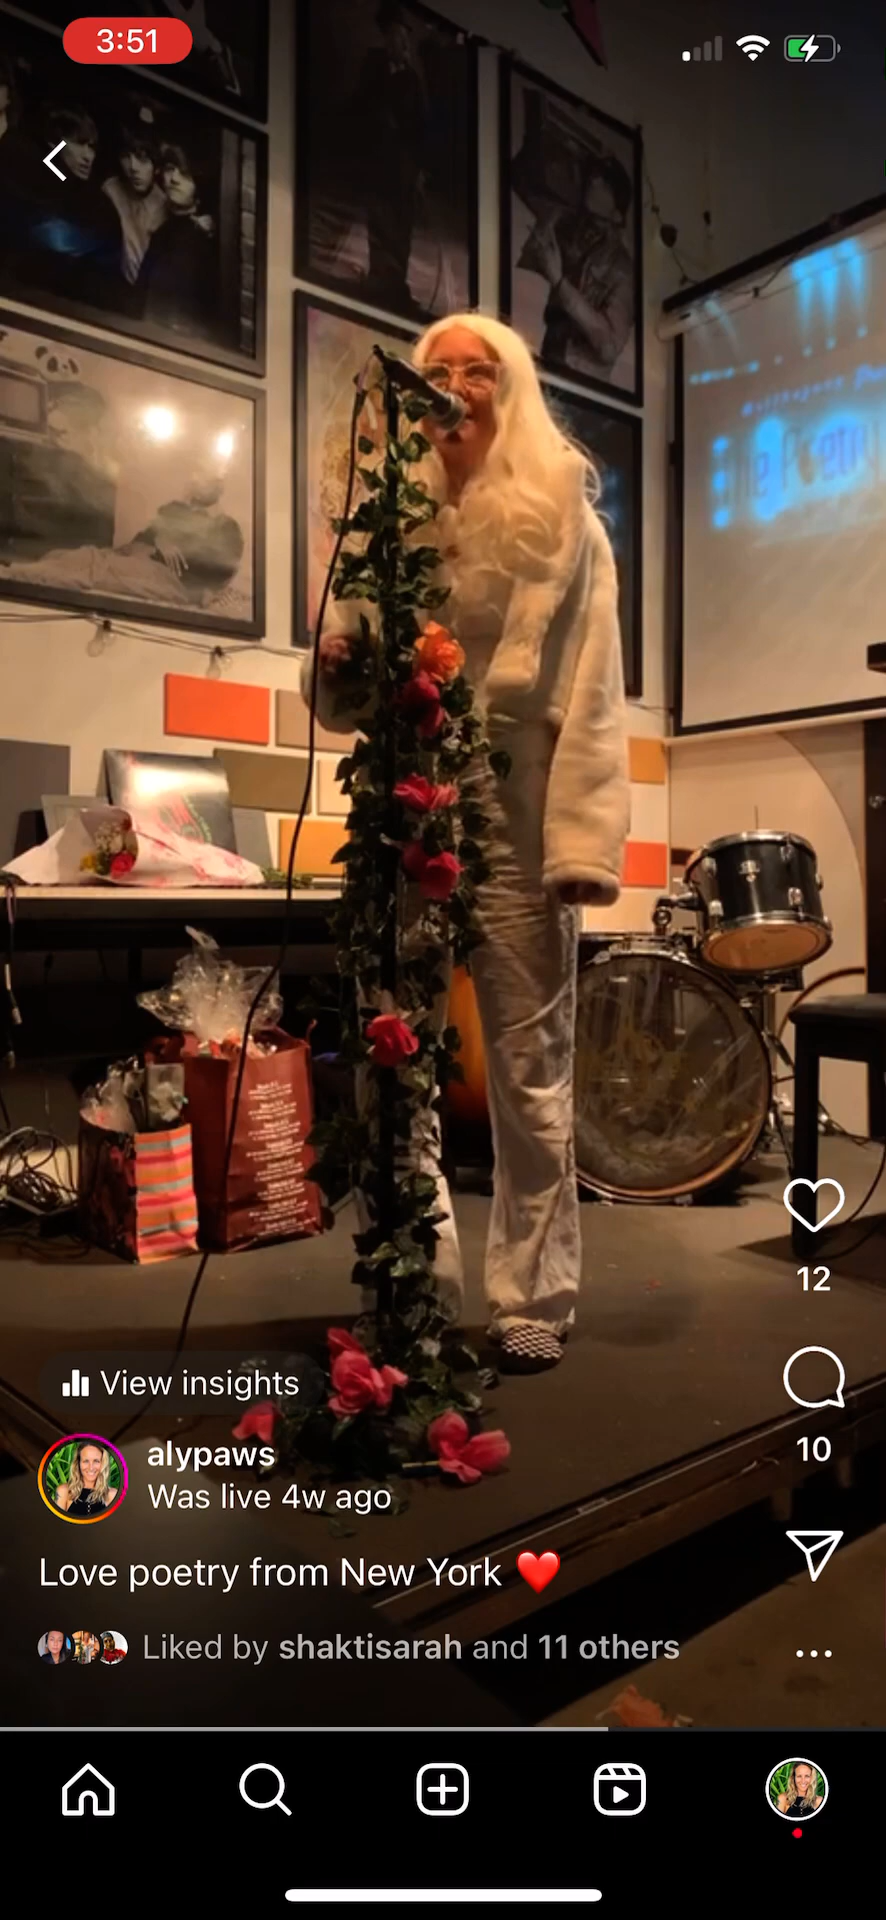 3:51
View insights
alypaws
Was live 4w ago
Love poetry from New York ❤️
Liked by shaktisarah and 11 others
12
10